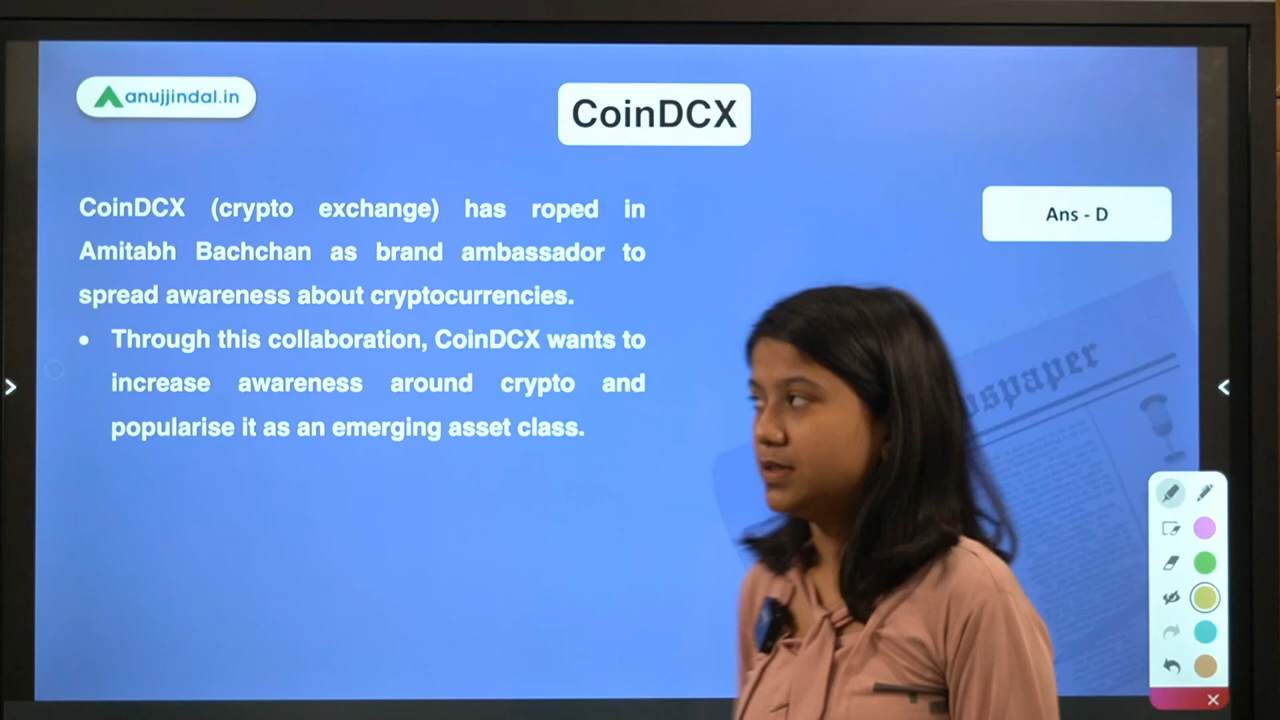 anujjindal.in
CoinDCX
CoinDCX (crypto exchange) has roped in
Amitabh Bachchan as brand ambassador to
spread awareness about cryptocurrencies.
• Through this collaboration, CoinDCX wants to
increase awareness around crypto and
popularise it as an emerging asset class.
Ans - D
spaper